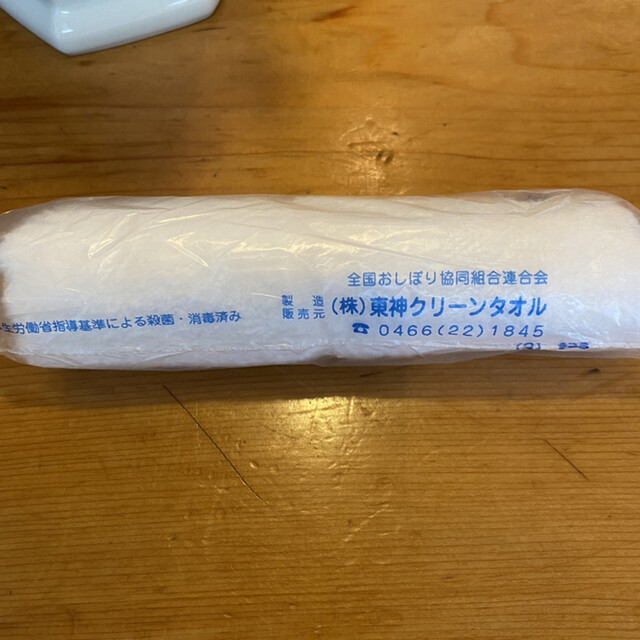 全国おしぼり協同組合連合会
製造
販売元
(株)東神クリーンタオル
☎ 0466(22)1845
生労働省指導基準による殺菌・消毒済み